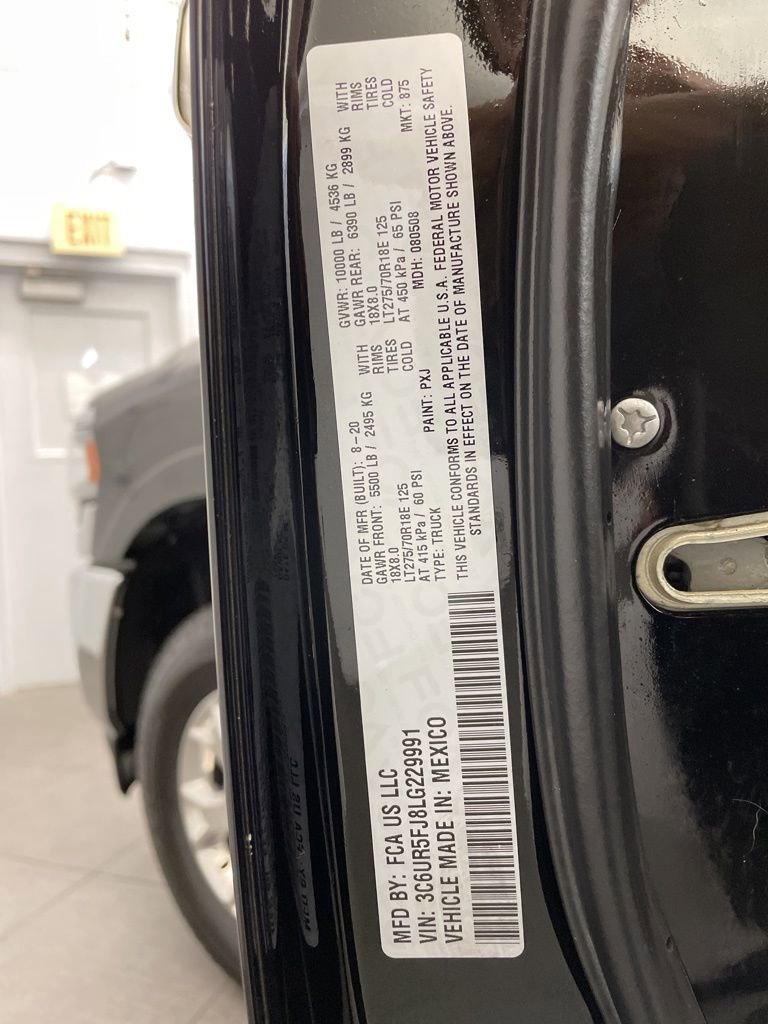 EXIT
MFD BY: FCA US LLC
VIN: 3C6UR5FJ8LG229991
VEHICLE MADE IN: MEXICO
DATE OF MFR (BUILT): 8-20 GVWR: 10000 LB / 4536 KG
GAWR FRONT: 5500 LB / 2495 KG WITH GAWR REAR: 6390 LB / 2899 KG WITH
18X8.0 RIMS 18X8.0 RIMS
LT275/70R18E 125 TIRES LT275/70R18E 125 TIRES
AT 415 kPa / 60 PSI COLD AT 450 kPa / 65 PSI COLD
TYPE: TRUCK PAINT: PXJ MDH: 080508 MKT: 875
THIS VEHICLE CONFORMS TO ALL APPLICABLE U.S.A. FEDERAL MOTOR VEHICLE SAFETY
STANDARDS IN EFFECT ON THE DATE OF MANUFACTURE SHOWN ABOVE.